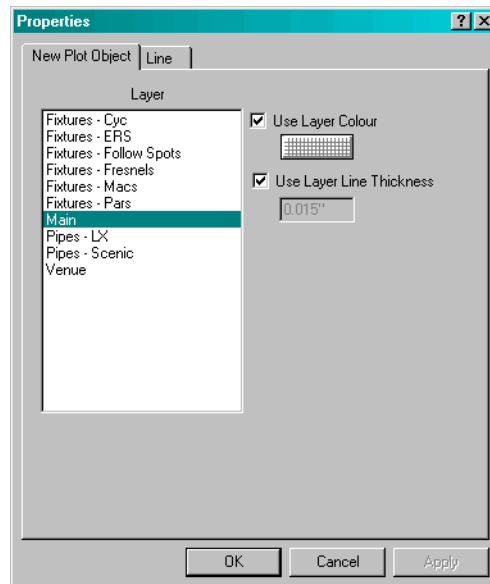 Properties
New Plot Object
Line
Layer
Fixtures - Cyc
Fixtures - ERS
Fixtures - Follow Spots
Fixtures - Fresnels
Fixtures - Macs
Fixtures - Pars
Main
Pipes - LX
Pipes - Scenic
Venue
Use Layer Colour
Use Layer Line Thickness
0.015"
OK
Cancel
Apply